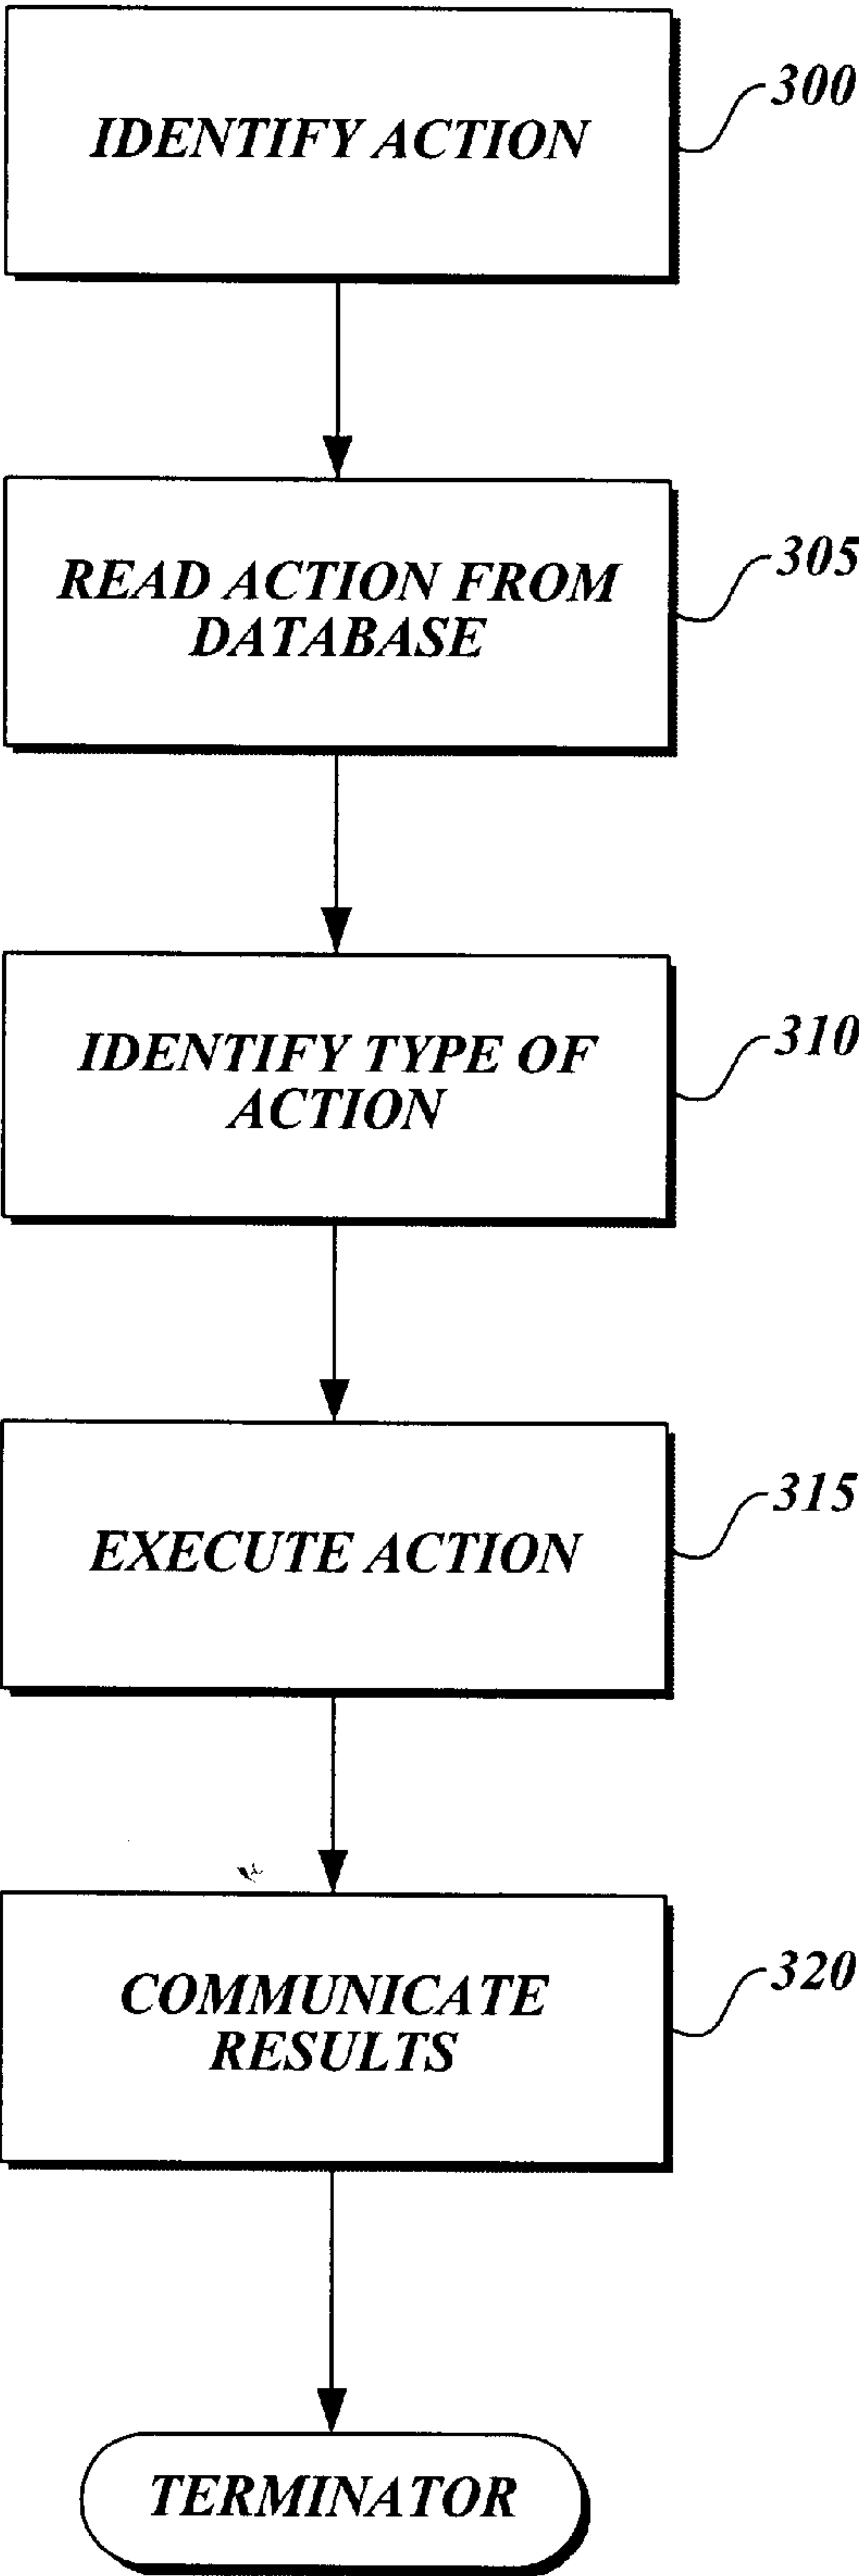 IDENTIFY ACTION
300
READ ACTION FROM
DATABASE
305
IDENTIFY TYPE OF
ACTION
310
EXECUTE ACTION
315
COMMUNICATE
RESULTS
320
TERMINATOR